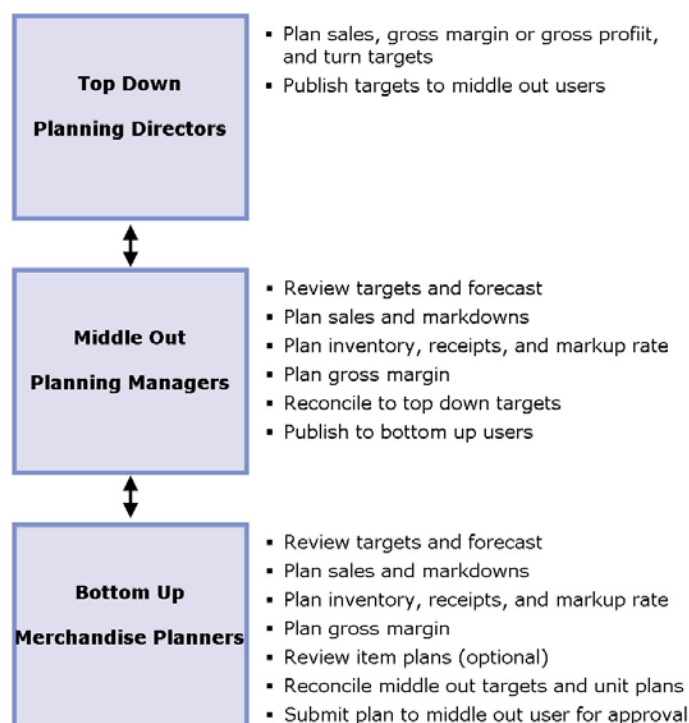 Top Down
Planning Directors
▪ Plan sales, gross margin or gross profiit,
and turn targets
▪ Publish targets to middle out users
Middle Out
Planning Managers
▪ Review targets and forecast
▪ Plan sales and markdowns
▪ Plan inventory, receipts, and markup rate
▪ Plan gross margin
▪ Reconcile to top down targets
▪ Publish to bottom up users
Bottom Up
Merchandise Planners
▪ Review targets and forecast
▪ Plan sales and markdowns
▪ Plan inventory, receipts, and markup rate
▪ Plan gross margin
▪ Review item plans (optional)
▪ Reconcile middle out targets and unit plans
▪ Submit plan to middle out user for approval